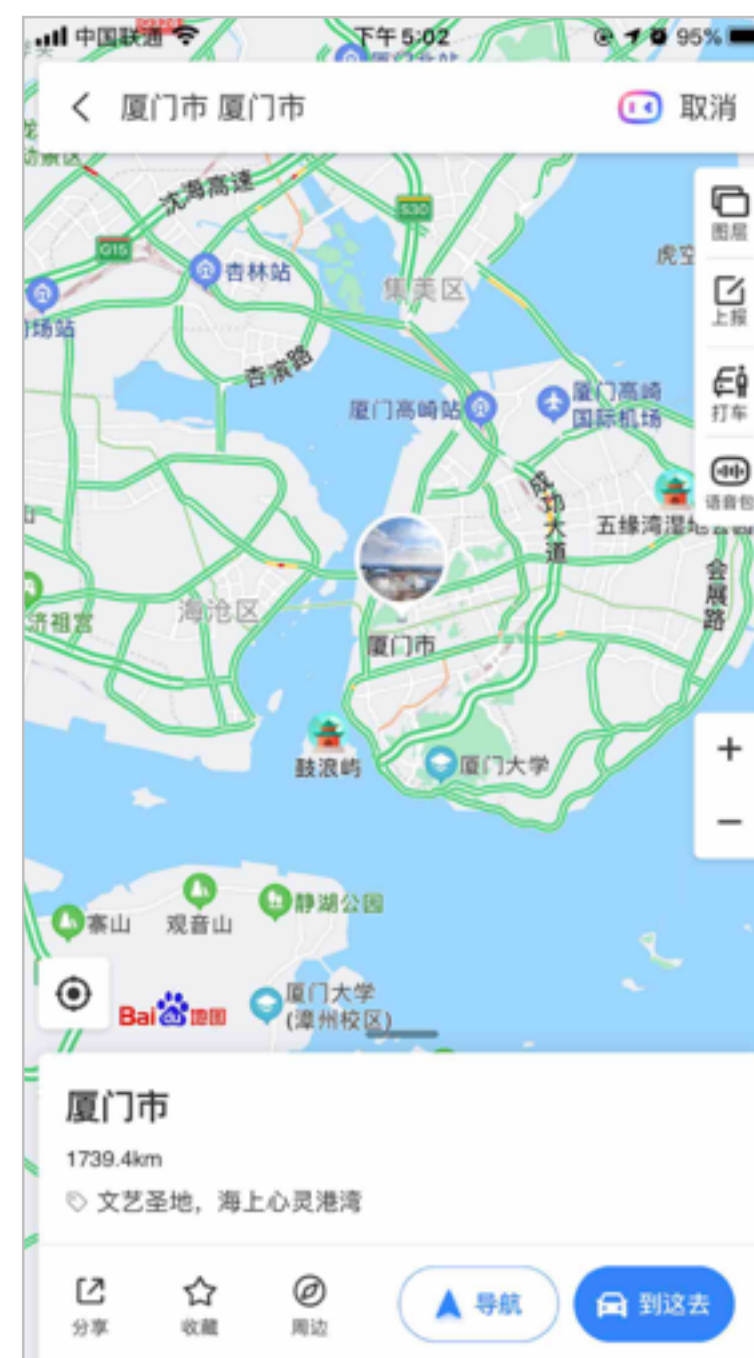 中国联通
下午5:02
95%
厦门市 厦门市
取消
沈海高速
S30
G15
图层
杏林站
集美区
上报
杏滨路
厦门高崎站
厦门高崎
国际机场
打车
成功大道
语音包
五缘湾湿地
会展路
海沧区
济祖宫
厦门市
鼓浪屿
厦门大学
寨山
观音山
静湖公园
Bai du 地图
厦门大学
(漳州校区)
厦门市
1739.4km
文艺圣地，海上心灵港湾
分享
收藏
周边
导航
到这去